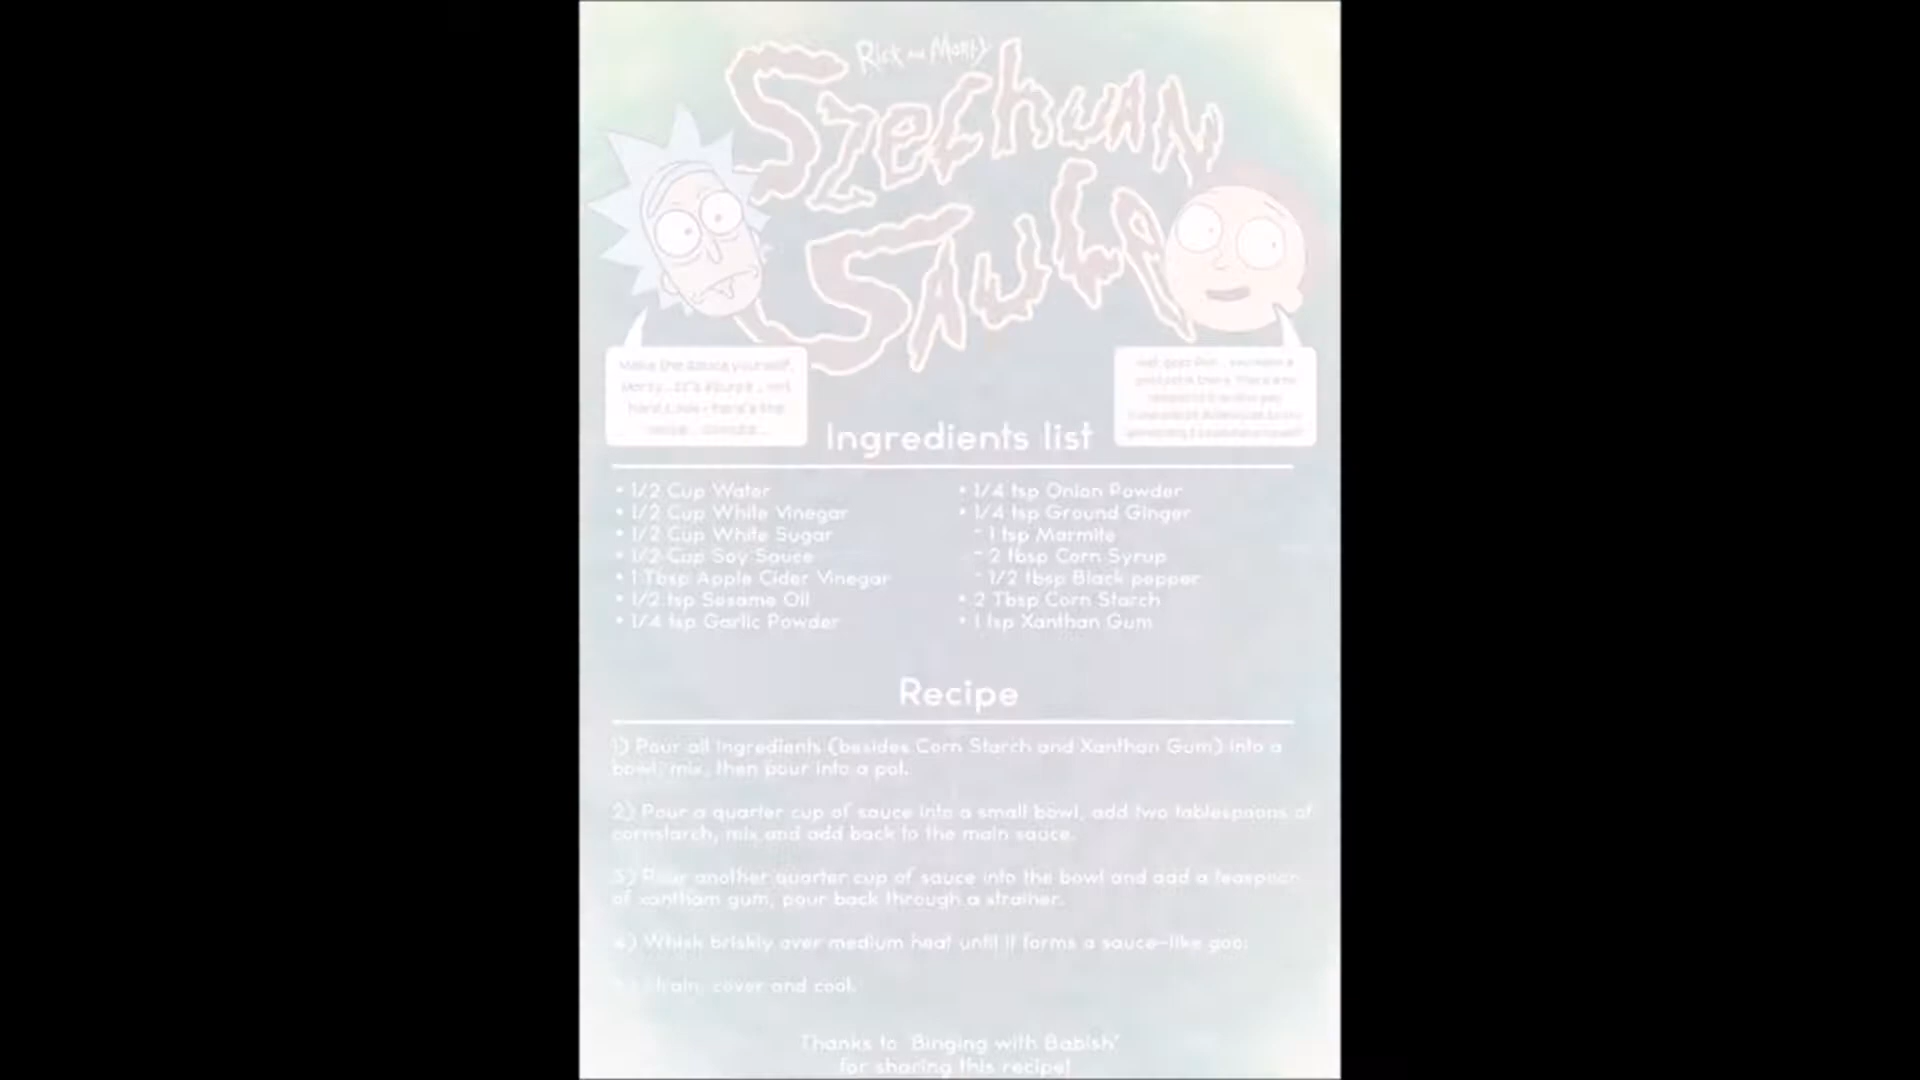 Rick and Morty
Szechuan
Sauce
Make the sauce yourself,
Morty.
here's the
Ingredients list
• 1/2 Cup Water
• 1/2 Cup White Vinegar
• 1/2 Cup White Sugar
• 1/2 Cup Soy Sauce
• 1 Tbsp Apple Cider Vinegar
• 1/2 tsp Sesame Oil
• 1/4 tsp Garlic Powder
• 1/4 tsp Onion Powder
• 1/4 tsp Ground Ginger
- 1 tsp Marmite
- 2 tbsp Corn Syrup
- 1/2 tbsp Black pepper
• 2 Tbsp Corn Starch
• 1 tsp Xanthan Gum
Recipe
1) Pour all ingredients (besides Corn Starch and Xanthan Gum) into a
bowl, mix, then pour into a pot.
2) Pour a quarter cup of sauce into a small bowl, add two tablespoons of
cornstarch, mix and add back to the main sauce.
3) Pour another quarter cup of sauce into the bowl and add a teaspoon
of xantham gum, pour back through a strainer.
4) Whisk briskly over medium heat until it forms a sauce-like goo.
cover and cool.
Thanks to 'Binging with Babish'
for sharing this recipe!